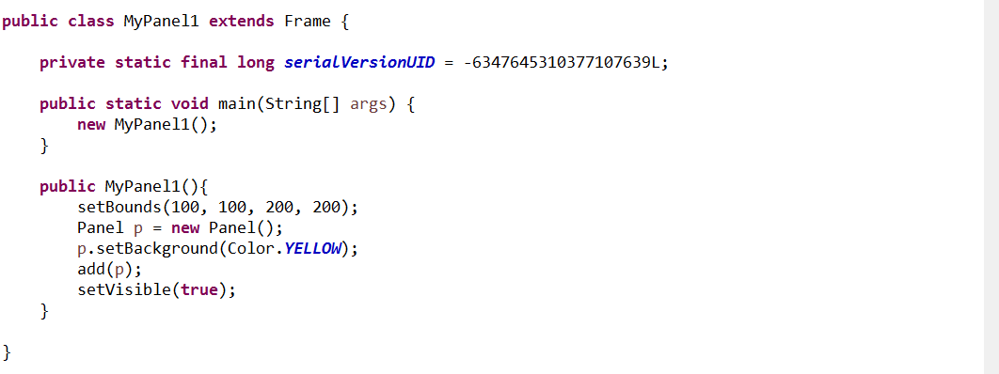 public class MyPanel1 extends Frame {
private static final long serialVersionUID = -6347645310377107639L;
public static void main(String[] args) {
new MyPanel1();
}
public MyPanel1(){
setBounds(100, 100, 200, 200);
Panel p = new Panel();
p.setBackground(Color.YELLOW);
add(p);
setVisible(true);
}
}